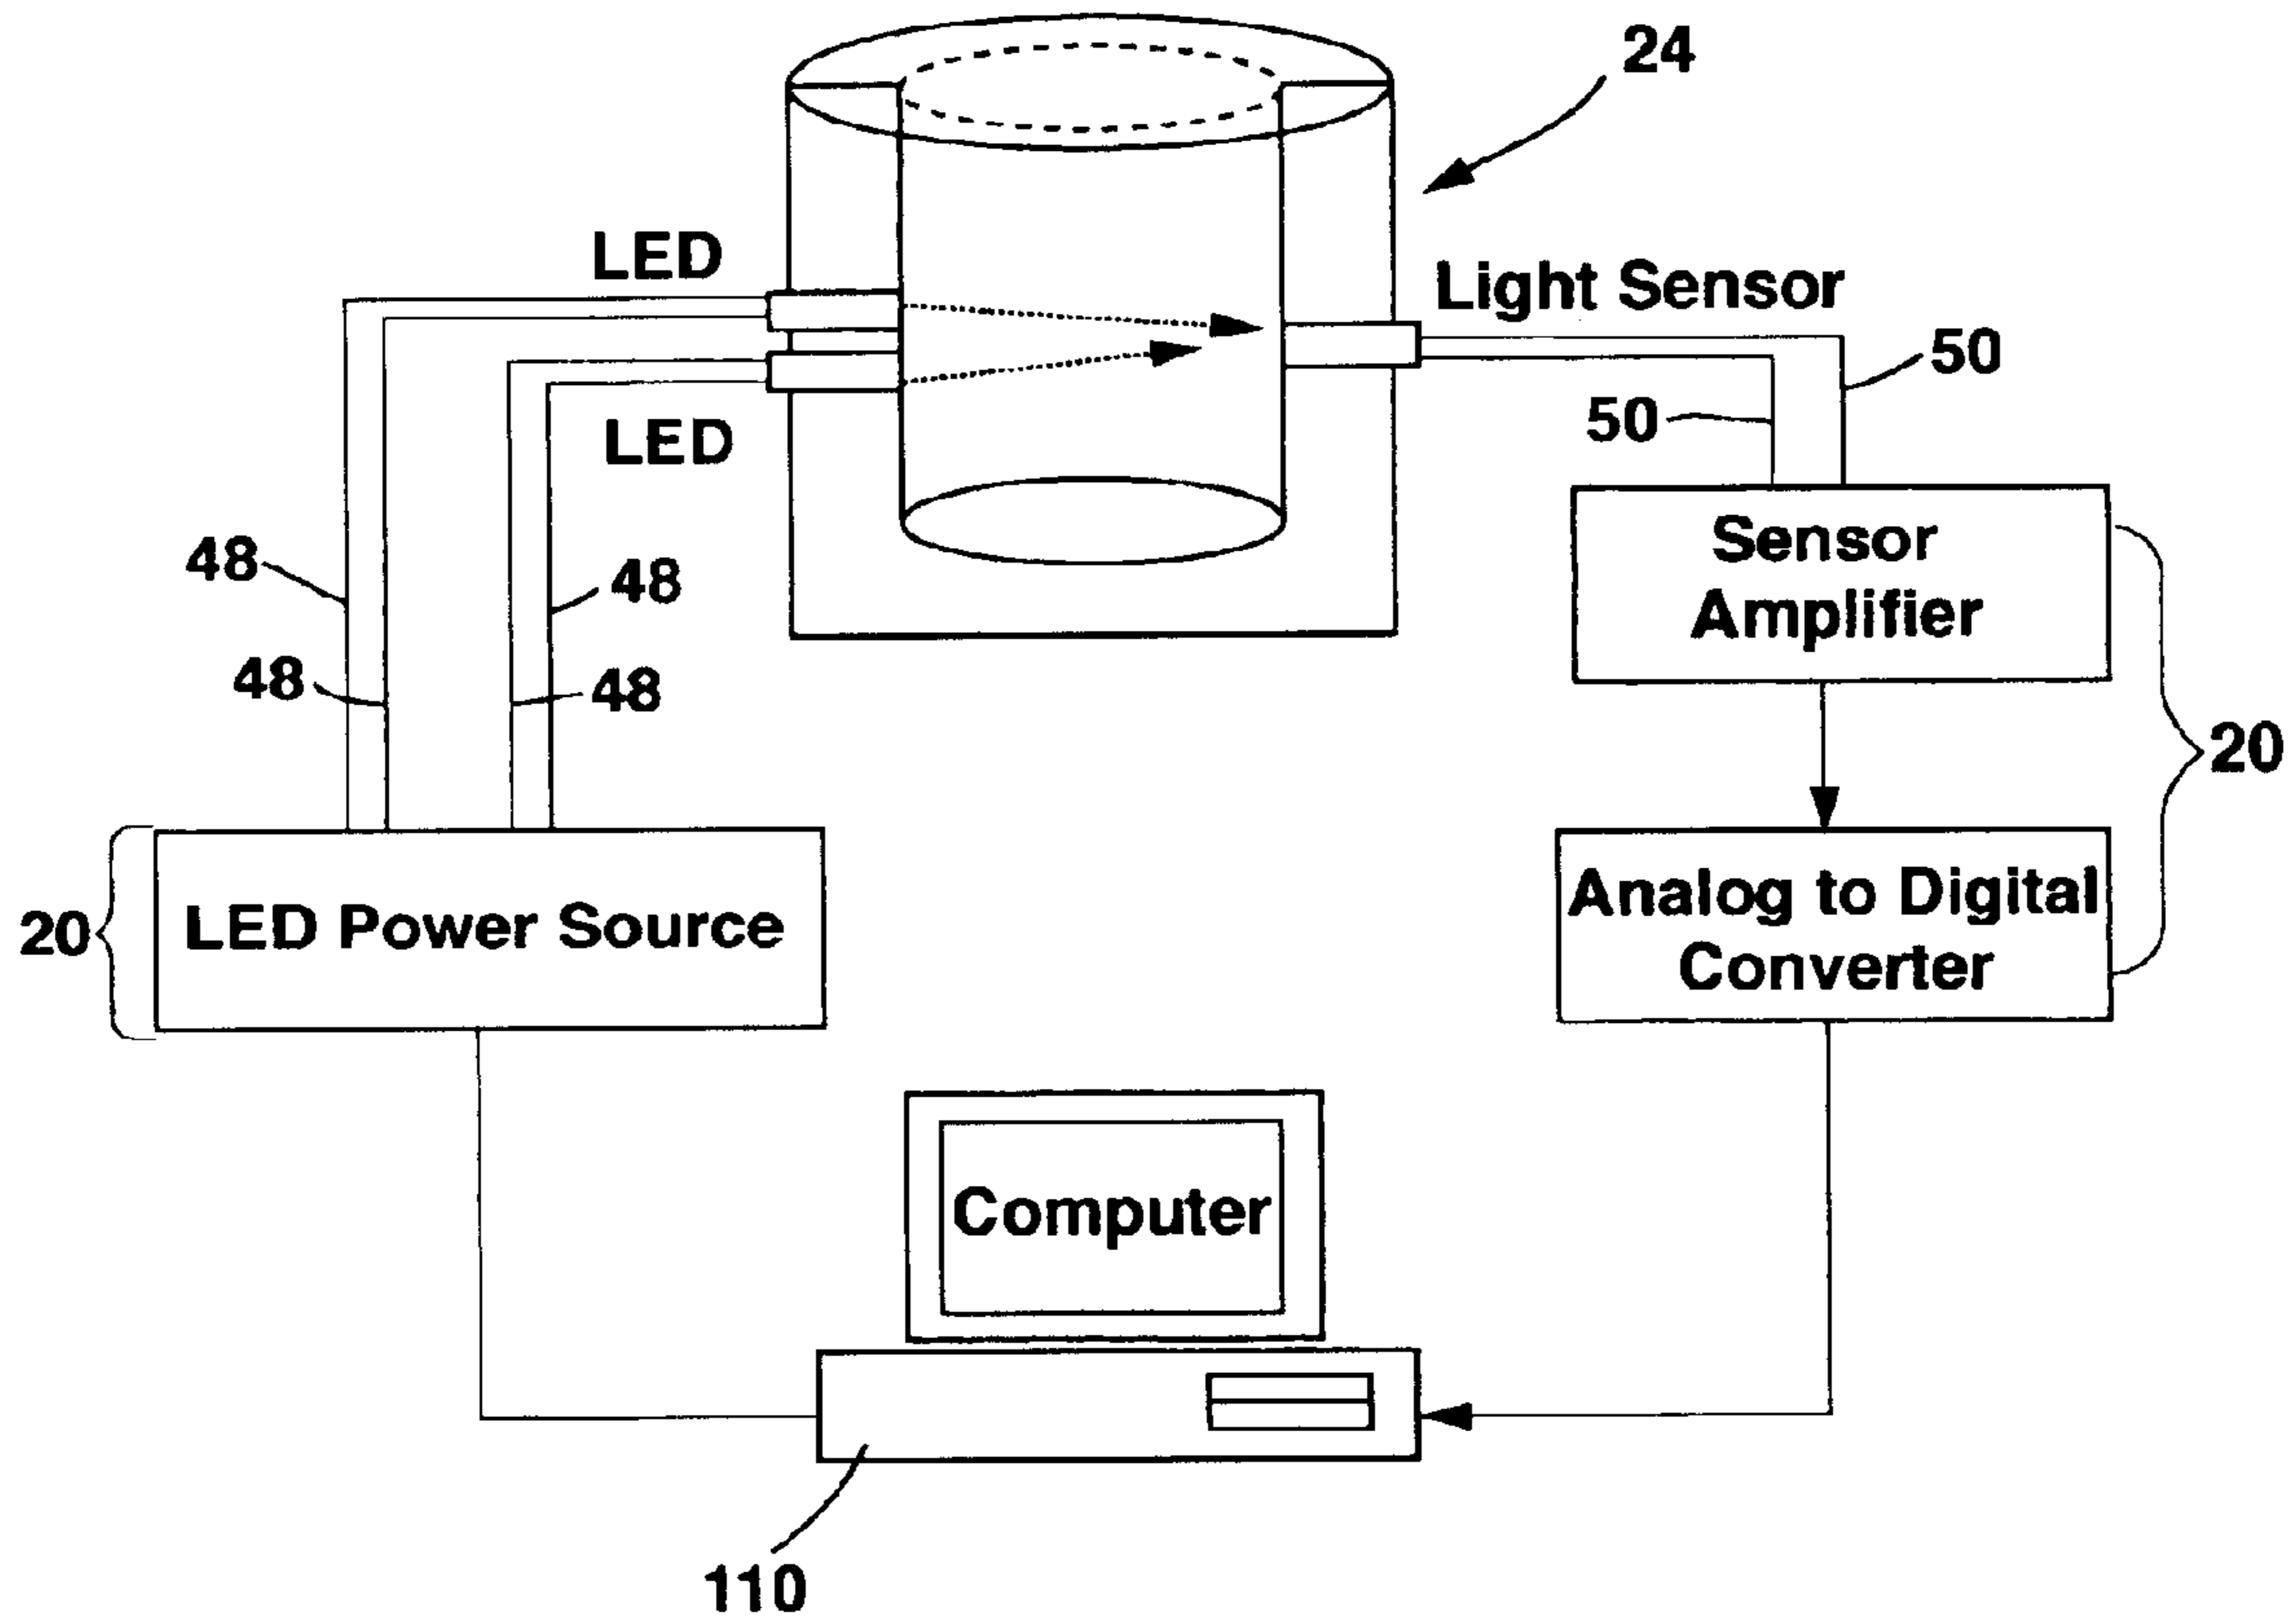 24
LED
Light Sensor
50
50
LED
Sensor
Amplifier
48
48
48
48
20
20
LED Power Source
Analog to Digital
Converter
Computer
110